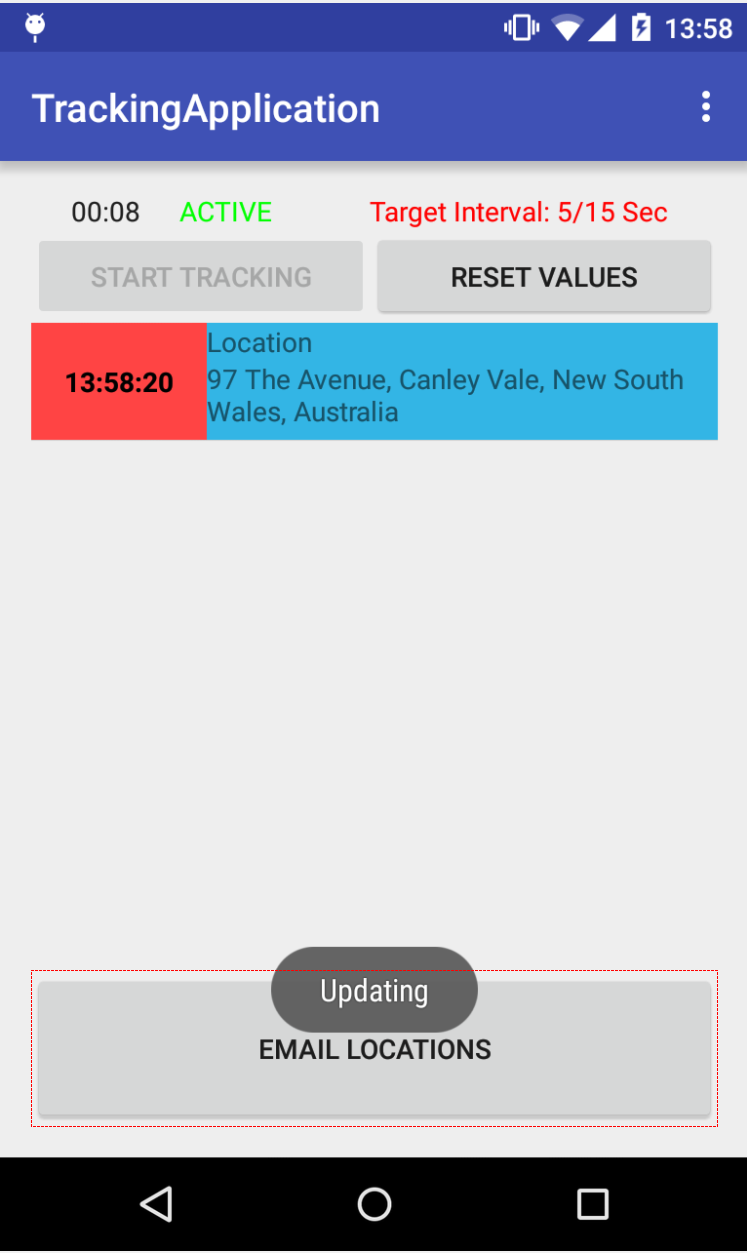 13:58
TrackingApplication
00:08 ACTIVE Target Interval: 5/15 Sec
START TRACKING RESET VALUES
Location
13:58:20 97 The Avenue, Canley Vale, New South
Wales, Australia
Updating
EMAIL LOCATIONS